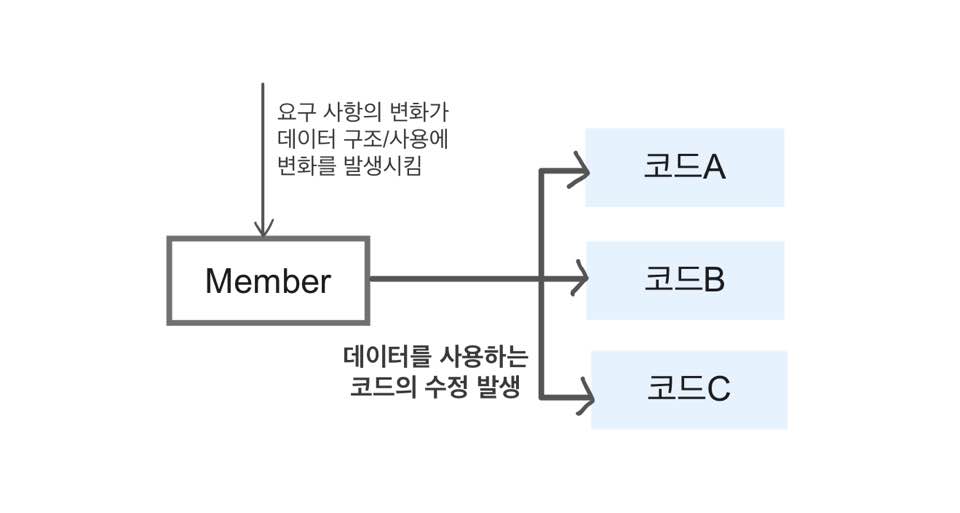 요구 사항의 변화가
데이터 구조/사용에
변화를 발생시킴
Member
데이터를 사용하는
코드의 수정 발생
코드A
코드B
코드C